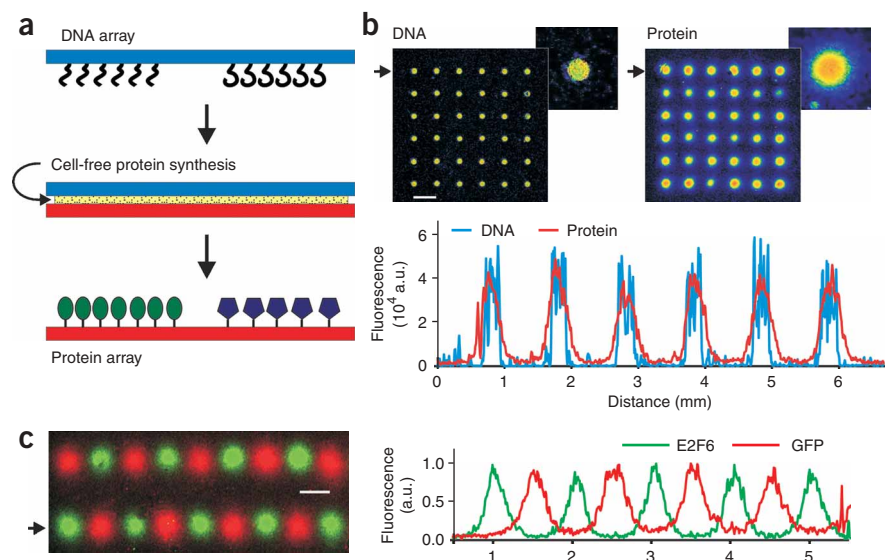 a
DNA array
Cell-free protein synthesis
Protein array
b
DNA
Protein
DNA
Protein
Fluorescence
(10⁴ a.u.)
6
4
2
0
0
1
2
3
4
5
6
Distance (mm)
c
E2F6
GFP
Fluorescence
(a.u.)
1.0
0.5
0.0
1
2
3
4
5